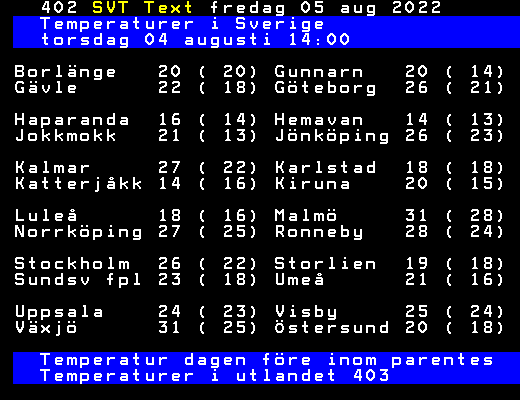 402 SVT Text fredag 05 aug 2022
Temperaturer i Sverige
torsdag 04 augusti 14:00
Borlänge 20 ( 20) Gunnarn 20 ( 14)
Gävle 22 ( 18) Göteborg 26 ( 21)
Haparanda 16 ( 14) Hemavan 14 ( 13)
Jokkmokk 21 ( 13) Jönköping 26 ( 23)
Kalmar 27 ( 22) Karlstad 18 ( 18)
Katterjåkk 14 ( 16) Kiruna 20 ( 15)
Luleå 18 ( 16) Malmö 31 ( 28)
Norrköping 27 ( 25) Ronneby 28 ( 24)
Stockholm 26 ( 22) Storlien 19 ( 18)
Sundsv fpl 23 ( 18) Umeå 21 ( 16)
Uppsala 24 ( 23) Visby 25 ( 24)
Växjö 31 ( 25) Östersund 20 ( 18)
Temperatur dagen före inom parentes
Temperaturer i utlandet 403